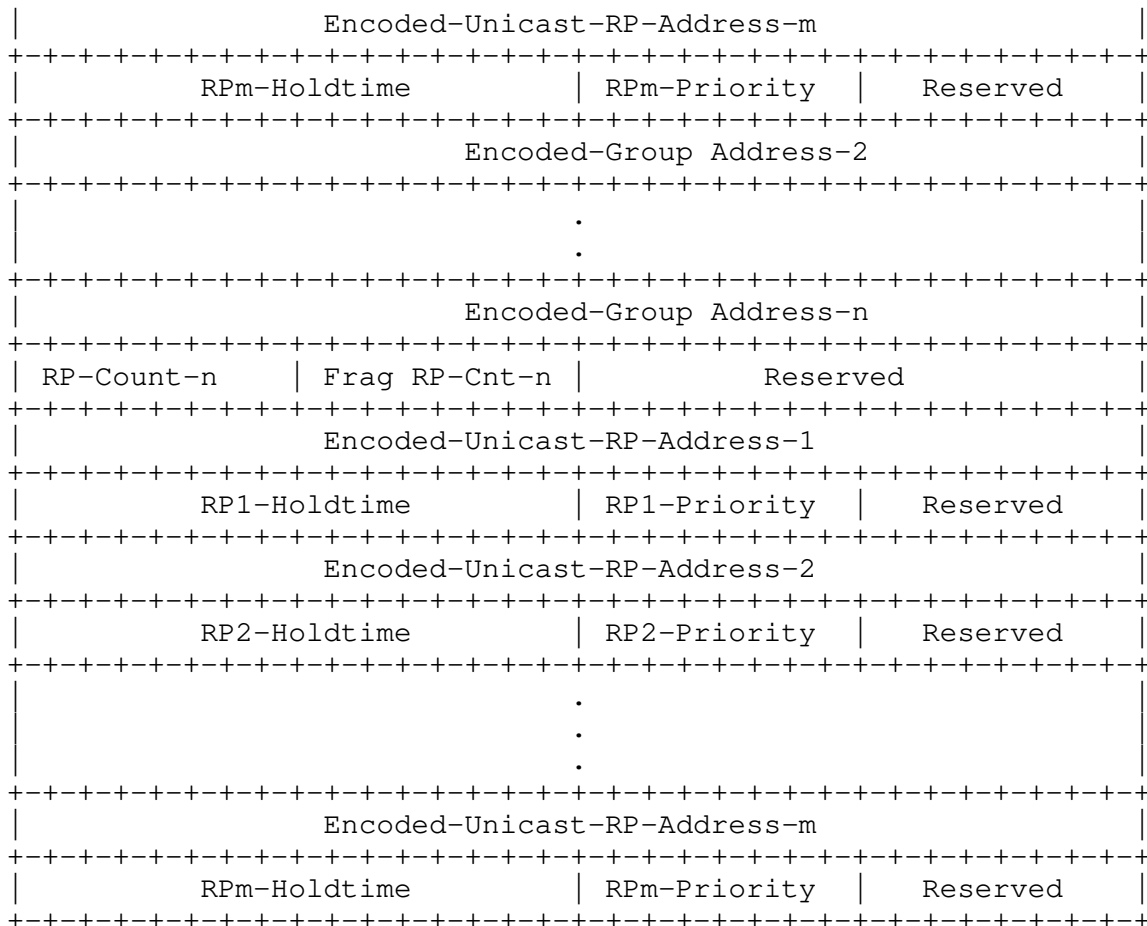 |                 Encoded-Unicast-RP-Address-m                  |
+-+-+-+-+-+-+-+-+-+-+-+-+-+-+-+-+-+-+-+-+-+-+-+-+-+-+-+-+-+-+-+-+
|          RPm-Holdtime         | RPm-Priority  |   Reserved    |
+-+-+-+-+-+-+-+-+-+-+-+-+-+-+-+-+-+-+-+-+-+-+-+-+-+-+-+-+-+-+-+-+
|                         Encoded-Group Address-2               |
+-+-+-+-+-+-+-+-+-+-+-+-+-+-+-+-+-+-+-+-+-+-+-+-+-+-+-+-+-+-+-+-+
|                               .                               |
|                               .                               |
+-+-+-+-+-+-+-+-+-+-+-+-+-+-+-+-+-+-+-+-+-+-+-+-+-+-+-+-+-+-+-+-+
|                         Encoded-Group Address-n               |
+-+-+-+-+-+-+-+-+-+-+-+-+-+-+-+-+-+-+-+-+-+-+-+-+-+-+-+-+-+-+-+-+
| RP-Count-n    | Frag RP-Cnt-n |          Reserved             |
+-+-+-+-+-+-+-+-+-+-+-+-+-+-+-+-+-+-+-+-+-+-+-+-+-+-+-+-+-+-+-+-+
|                 Encoded-Unicast-RP-Address-1                  |
+-+-+-+-+-+-+-+-+-+-+-+-+-+-+-+-+-+-+-+-+-+-+-+-+-+-+-+-+-+-+-+-+
|          RP1-Holdtime         | RP1-Priority  |   Reserved    |
+-+-+-+-+-+-+-+-+-+-+-+-+-+-+-+-+-+-+-+-+-+-+-+-+-+-+-+-+-+-+-+-+
|                 Encoded-Unicast-RP-Address-2                  |
+-+-+-+-+-+-+-+-+-+-+-+-+-+-+-+-+-+-+-+-+-+-+-+-+-+-+-+-+-+-+-+-+
|          RP2-Holdtime         | RP2-Priority  |   Reserved    |
+-+-+-+-+-+-+-+-+-+-+-+-+-+-+-+-+-+-+-+-+-+-+-+-+-+-+-+-+-+-+-+-+
|                               .                               |
|                               .                               |
|                               .                               |
+-+-+-+-+-+-+-+-+-+-+-+-+-+-+-+-+-+-+-+-+-+-+-+-+-+-+-+-+-+-+-+-+
|                 Encoded-Unicast-RP-Address-m                  |
+-+-+-+-+-+-+-+-+-+-+-+-+-+-+-+-+-+-+-+-+-+-+-+-+-+-+-+-+-+-+-+-+
|          RPm-Holdtime         | RPm-Priority  |   Reserved    |
+-+-+-+-+-+-+-+-+-+-+-+-+-+-+-+-+-+-+-+-+-+-+-+-+-+-+-+-+-+-+-+-+